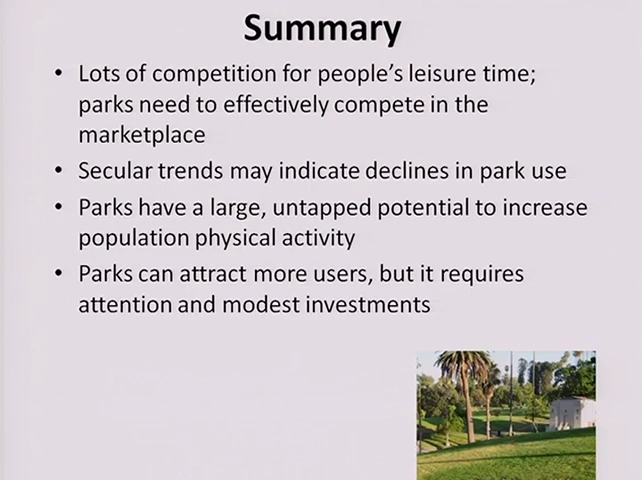 Summary
• Lots of competition for people's leisure time;
parks need to effectively compete in the
marketplace
• Secular trends may indicate declines in park use
• Parks have a large, untapped potential to increase
population physical activity
• Parks can attract more users, but it requires
attention and modest investments